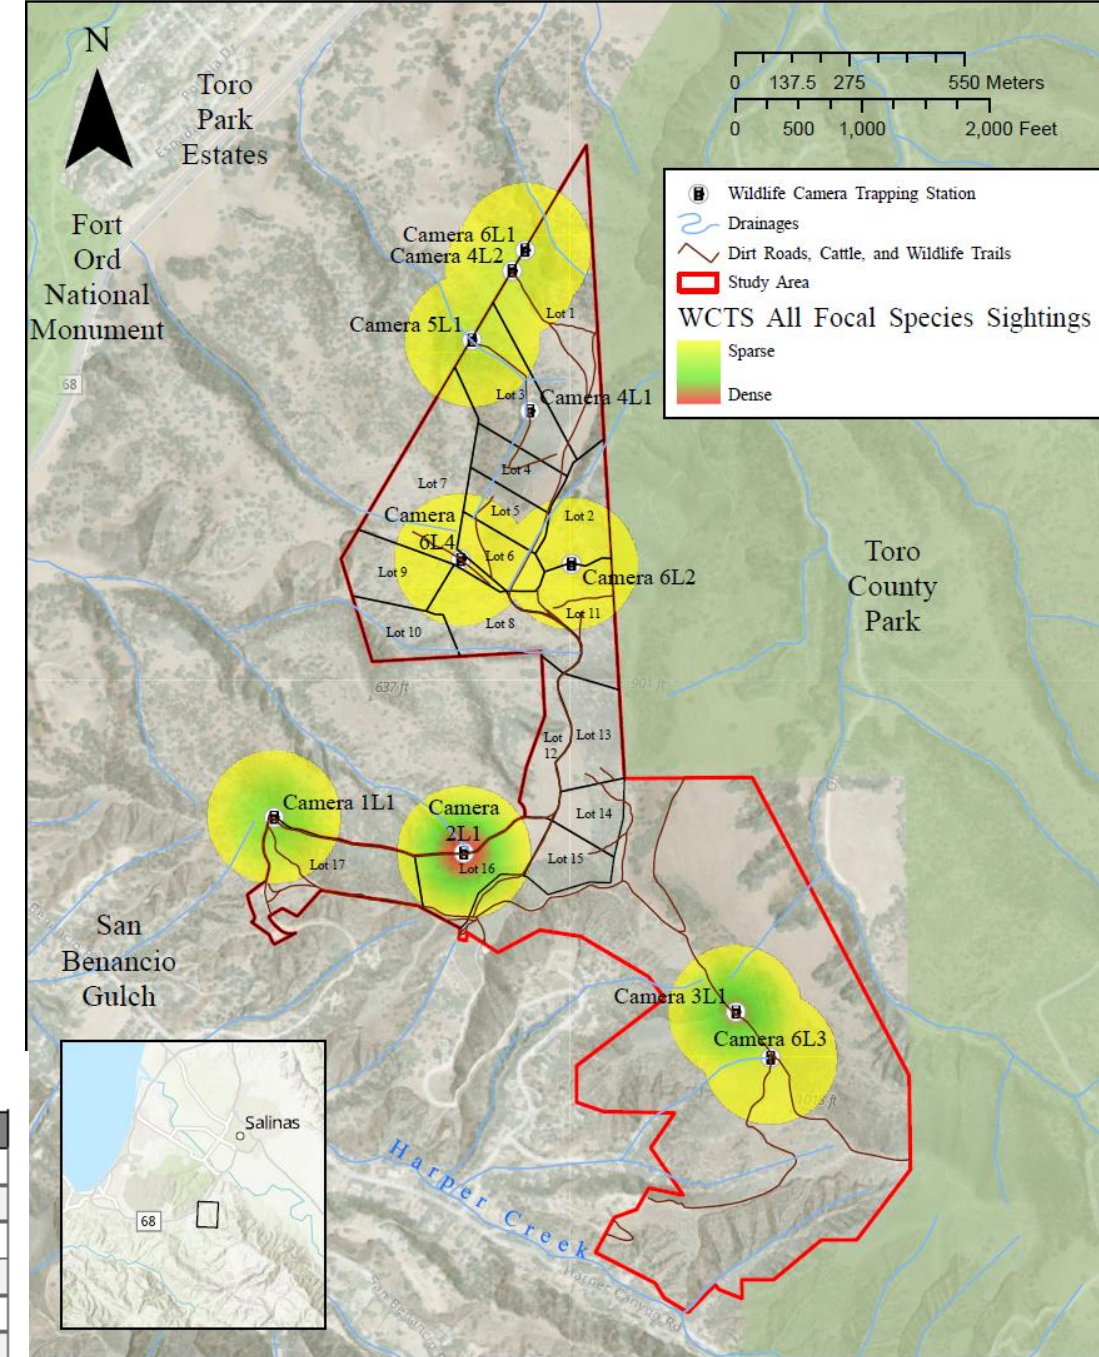 N
Toro
Park
Estates
Fort
Ord
National
Monument
68
0 137.5 275 550 Meters
0 500 1,000 2,000 Feet
Wildlife Camera Trapping Station
Drainages
Dirt Roads, Cattle, and Wildlife Trails
Study Area
WCTS All Focal Species Sightings
Sparse
Dense
Camera 6L1
Camera 4L2
Lot 1
Camera 5L1
Lot 3
Camera 4L1
Lot 4
Lot 7
Lot 5
Lot 2
Camera
6L4
Lot 6
Camera 6L2
Lot 9
Lot 11
Lot 8
Lot 10
Toro
County
Park
637 ft
901 ft
Lot
12
Lot 13
Camera 1L1
Camera
2L1
Lot 14
Lot 15
Lot 16
Lot 17
San
Benancio
Gulch
Camera 3L1
Camera 6L3
1018 ft
Salinas
68
Harper Creek
Harper Canyon Rd